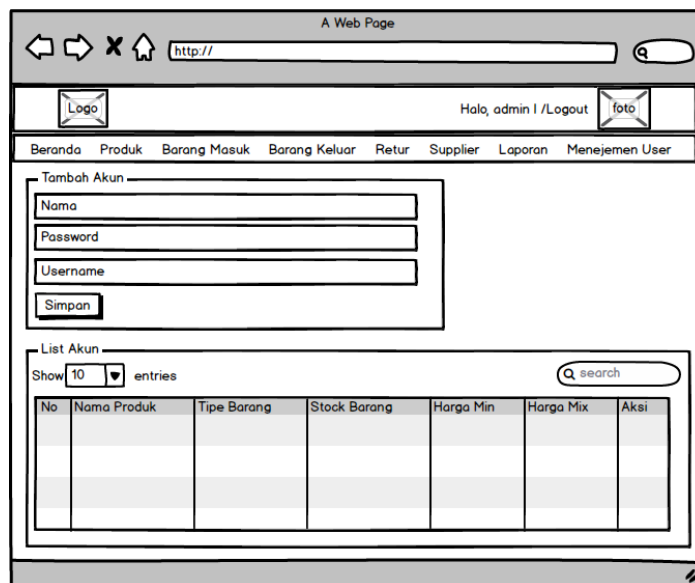 A Web Page
http://
Logo
Halo, admin I /Logout
foto
Beranda Produk Barang Masuk Barang Keluar Retur Supplier Laporan Menejemen User
Tambah Akun
Nama
Password
Username
Simpan
List Akun
Show 10 entries
search
No Nama Produk Tipe Barang Stock Barang Harga Min Harga Mix Aksi